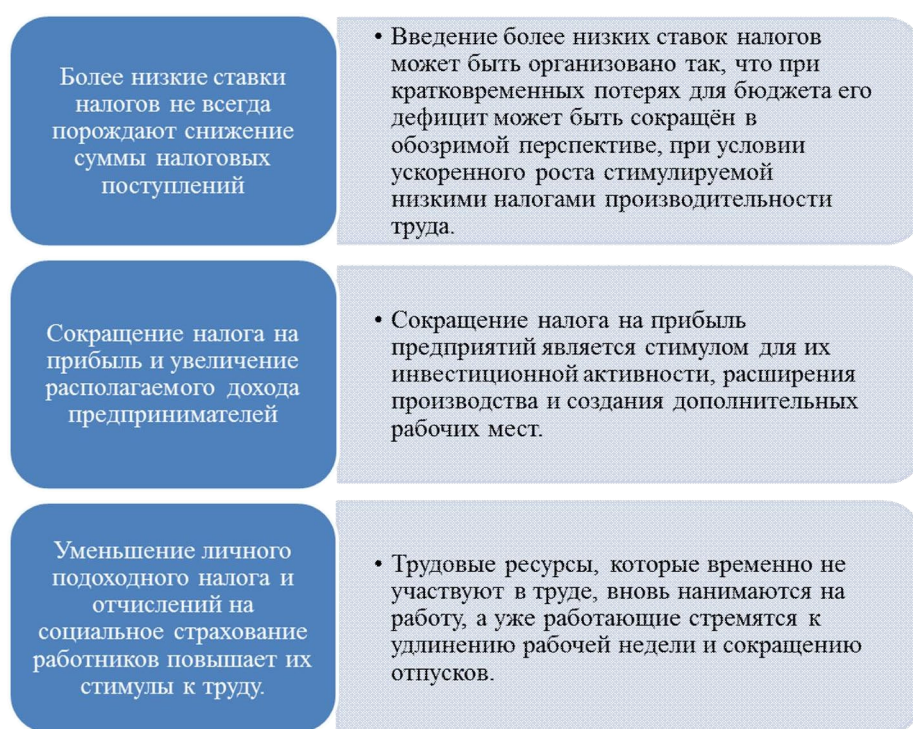 Более низкие ставки
налогов не всегда
порождают снижение
суммы налоговых
поступлений
• Введение более низких ставок налогов
может быть организовано так, что при
кратковременных потерях для бюджета его
дефицит может быть сокращён в
обозримой перспективе, при условии
ускоренного роста стимулируемой
низкими налогами производительности
труда.
Сокращение налога на
прибыль и увеличение
располагаемого дохода
предпринимателей
• Сокращение налога на прибыль
предприятий является стимулом для их
инвестиционной активности, расширения
производства и создания дополнительных
рабочих мест.
Уменьшение личного
подоходного налога и
отчислений на
социальное страхование
работников повышает их
стимулы к труду.
• Трудовые ресурсы, которые временно не
участвуют в труде, вновь нанимаются на
работу, а уже работающие стремятся к
удлинению рабочей недели и сокращению
отпусков.